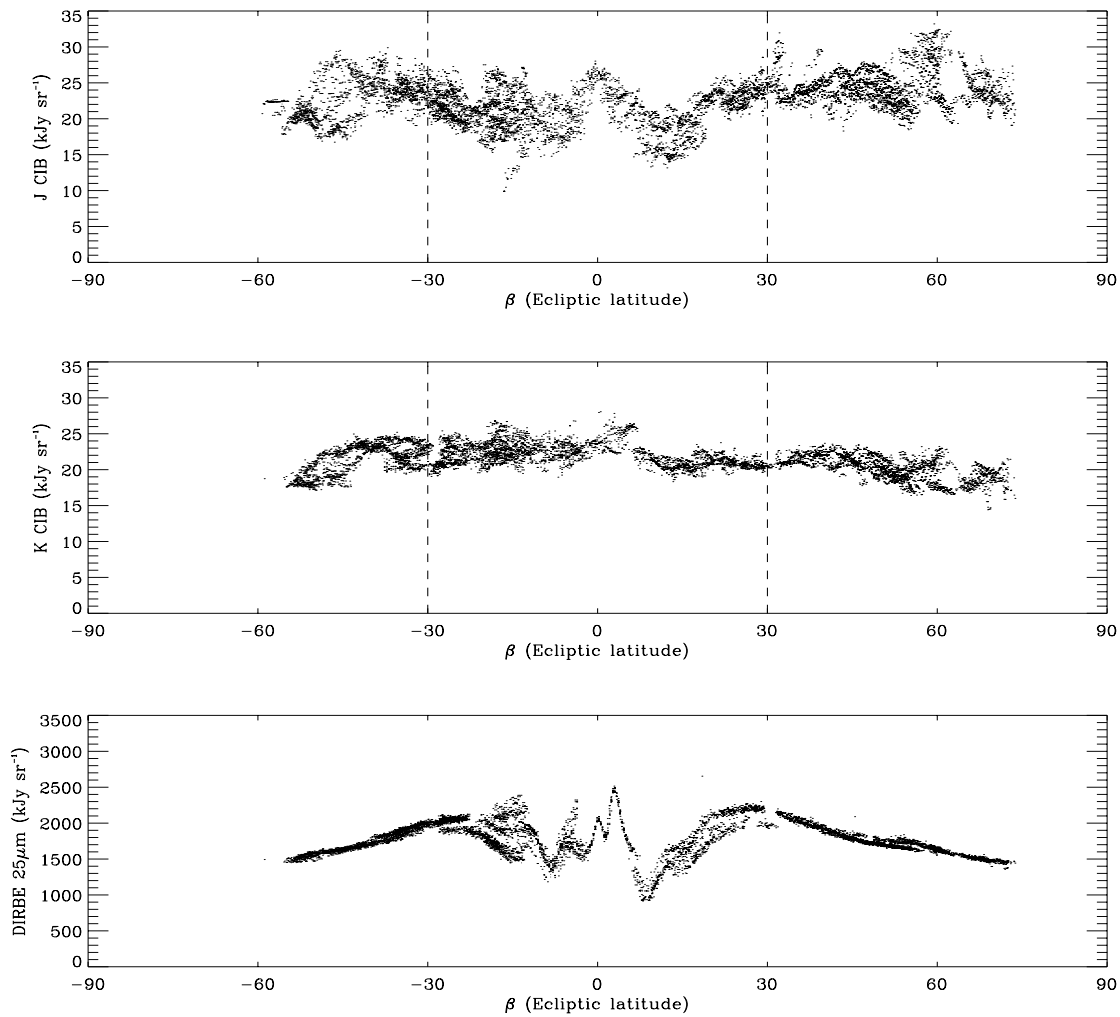 J CIB (kJy sr⁻¹)
35
30
25
20
15
10
5
0
−90 −60 −30 0 30 60 90
β (Ecliptic latitude)
K CIB (kJy sr⁻¹)
35
30
25
20
15
10
5
0
−90 −60 −30 0 30 60 90
β (Ecliptic latitude)
DIRBE 25μm (kJy sr⁻¹)
3500
3000
2500
2000
1500
1000
500
0
−90 −60 −30 0 30 60 90
β (Ecliptic latitude)